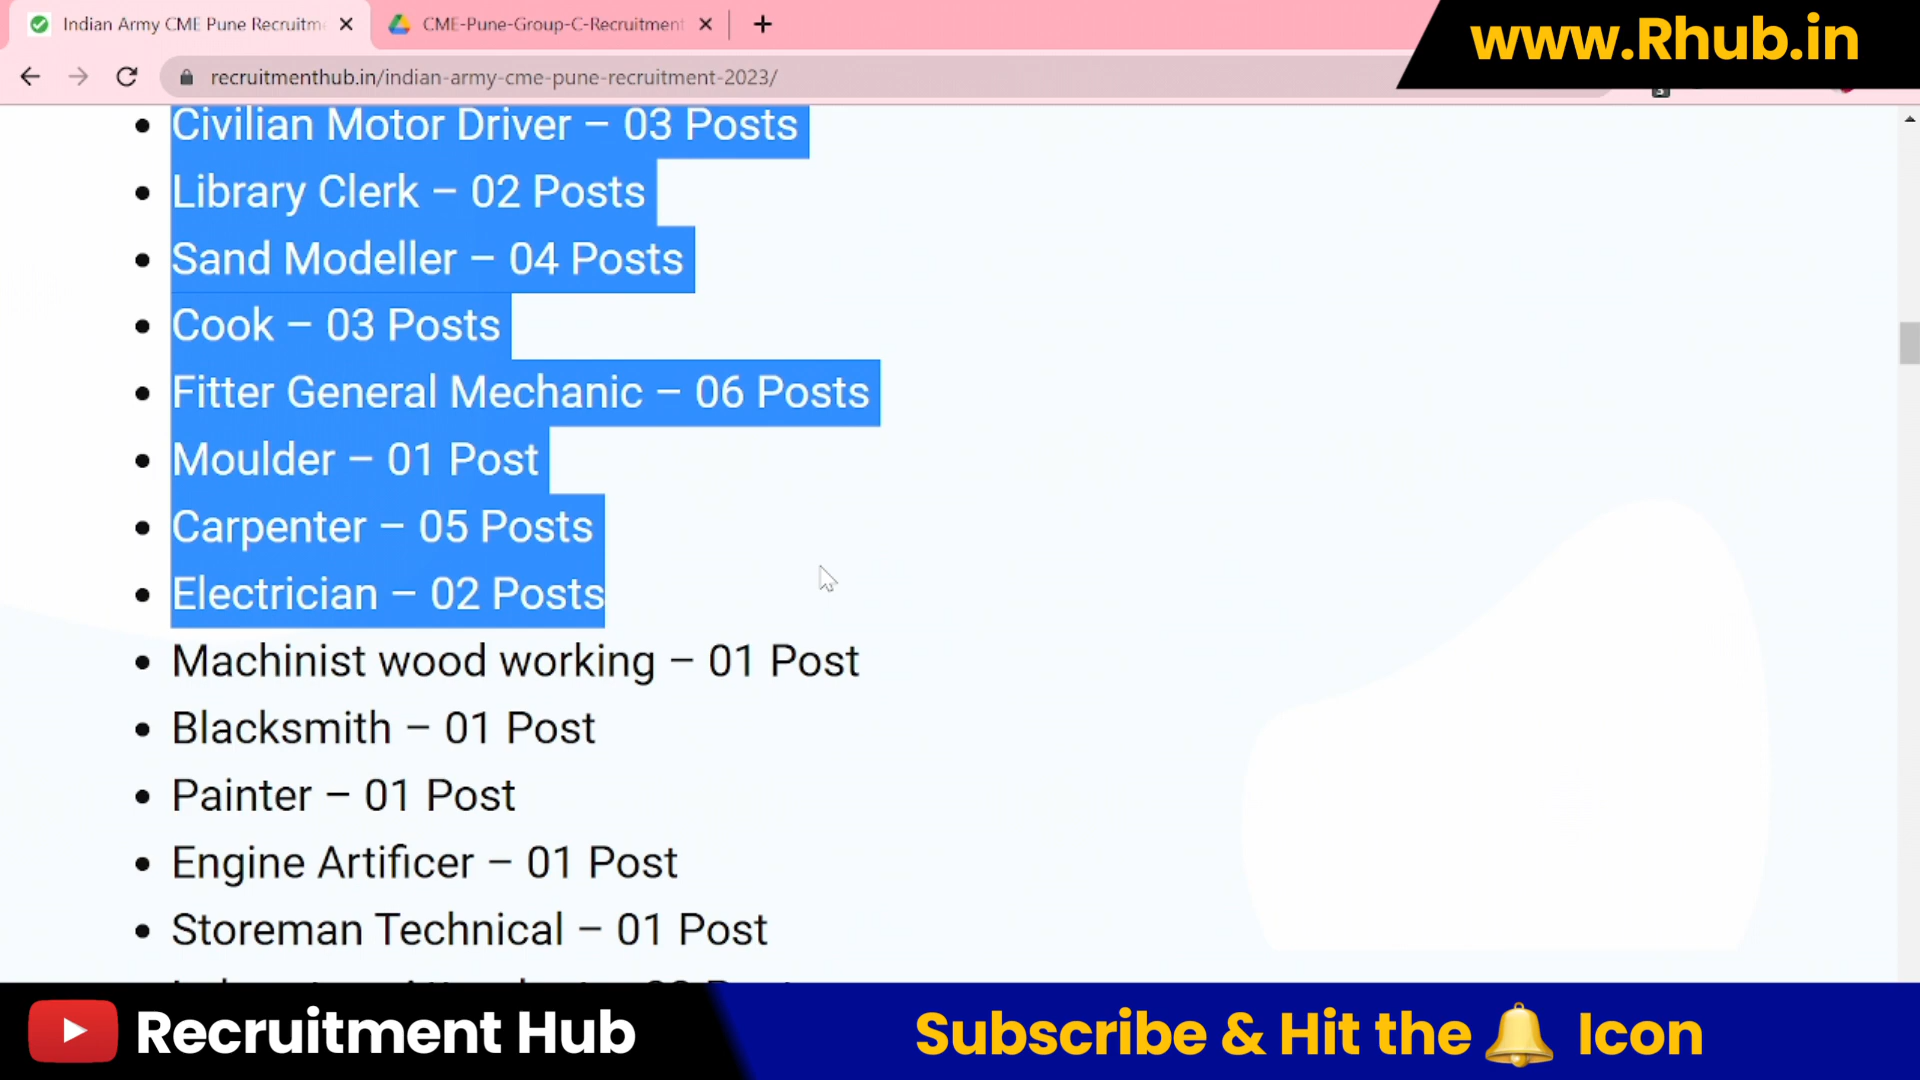 Indian Army CME Pune Recruitm
CME-Pune-Group-C-Recruitment
www.Rhub.in
recruitmenthub.in/indian-army-cme-pune-recruitment-2023/
Civilian Motor Driver – 03 Posts
Library Clerk – 02 Posts
Sand Modeller – 04 Posts
Cook – 03 Posts
Fitter General Mechanic – 06 Posts
Moulder – 01 Post
Carpenter – 05 Posts
Electrician – 02 Posts
Machinist wood working – 01 Post
Blacksmith – 01 Post
Painter – 01 Post
Engine Artificer – 01 Post
Storeman Technical – 01 Post
Recruitment Hub
Subscribe & Hit the Icon